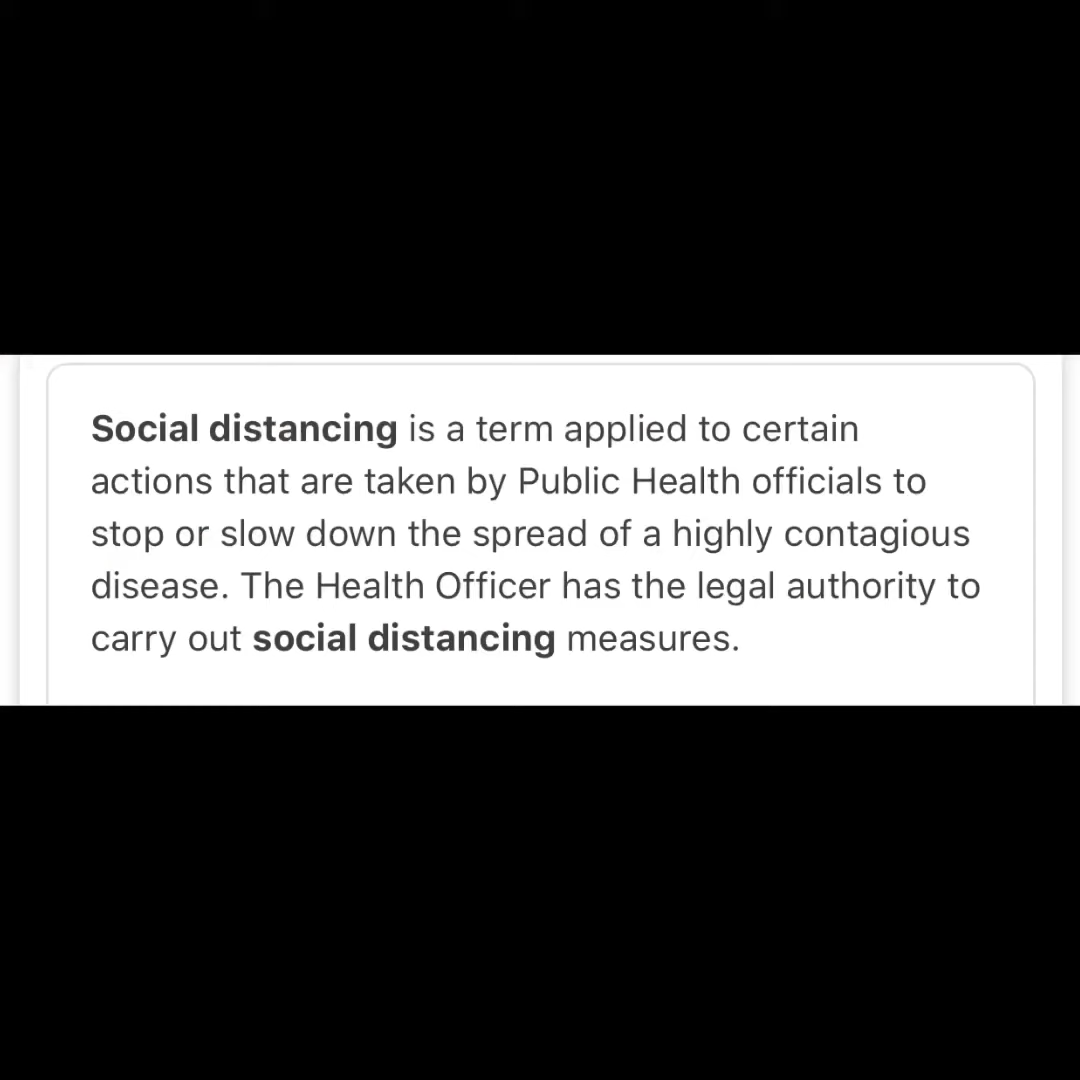 Social distancing is a term applied to certain
actions that are taken by Public Health officials to
stop or slow down the spread of a highly contagious
disease. The Health Officer has the legal authority to
carry out social distancing measures.